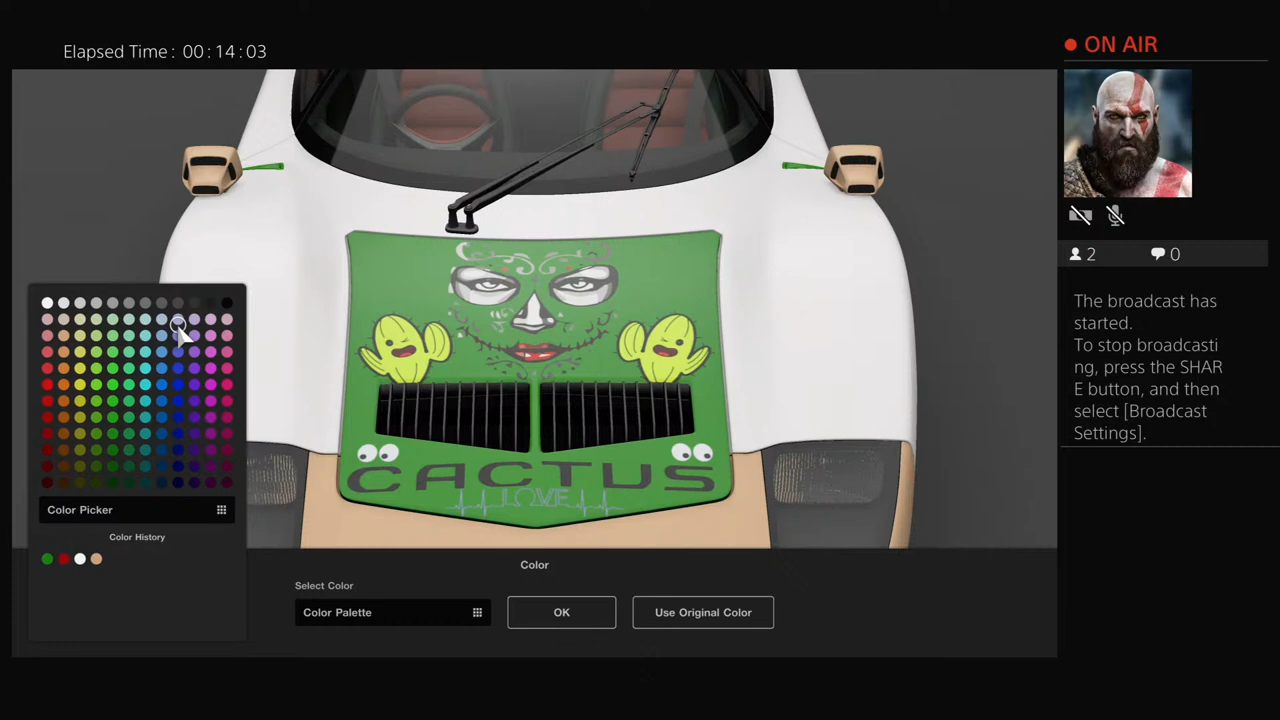 Elapsed Time: 00:14:03
ON AIR
2
0
The broadcast has
started.
To stop broadcasti
ng, press the SHAR
E button, and then
select [Broadcast
Settings].
CACTUS
LOVE
Color Picker
Color History
Color
Select Color
Color Palette
OK
Use Original Color